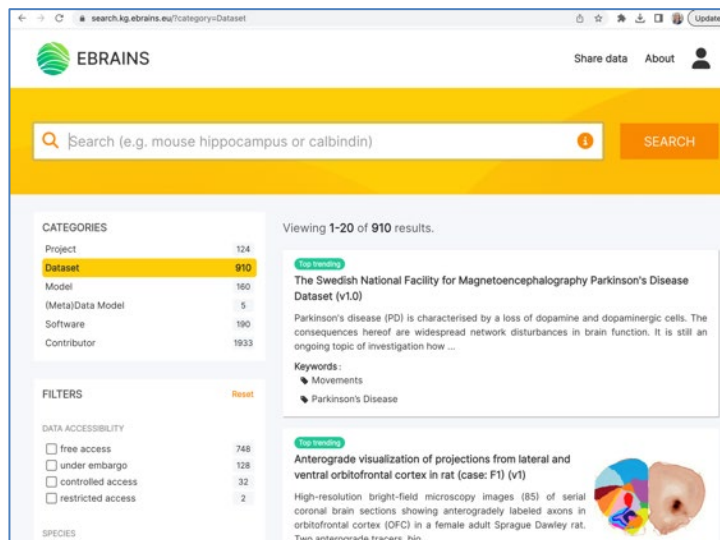 search.kg.ebrains.eu/?category=Dataset
Update
EBRAINS
Share data About
Search (e.g. mouse hippocampus or calbindin)
SEARCH
CATEGORIES
Project 124
Dataset 910
Model 160
(Meta)Data Model 5
Software 190
Contributor 1933
FILTERS Reset
DATA ACCESSIBILITY
free access 748
under embargo 128
controlled access 32
restricted access 2
SPECIES
Viewing 1-20 of 910 results.
Top trending
The Swedish National Facility for Magnetoencephalography Parkinson's Disease
Dataset (v1.0)
Parkinson's disease (PD) is characterised by a loss of dopamine and dopaminergic cells. The
consequences hereof are widespread network disturbances in brain function. It is still an
ongoing topic of investigation how ...
Keywords:
Movements
Parkinson's Disease
Top trending
Anterograde visualization of projections from lateral and
ventral orbitofrontal cortex in rat (case: F1) (v1)
High-resolution bright-field microscopy images (85) of serial
coronal brain sections showing anterogradely labeled axons in
orbitofrontal cortex (OFC) in a female adult Sprague Dawley rat.
Two anterograde tracers, bio